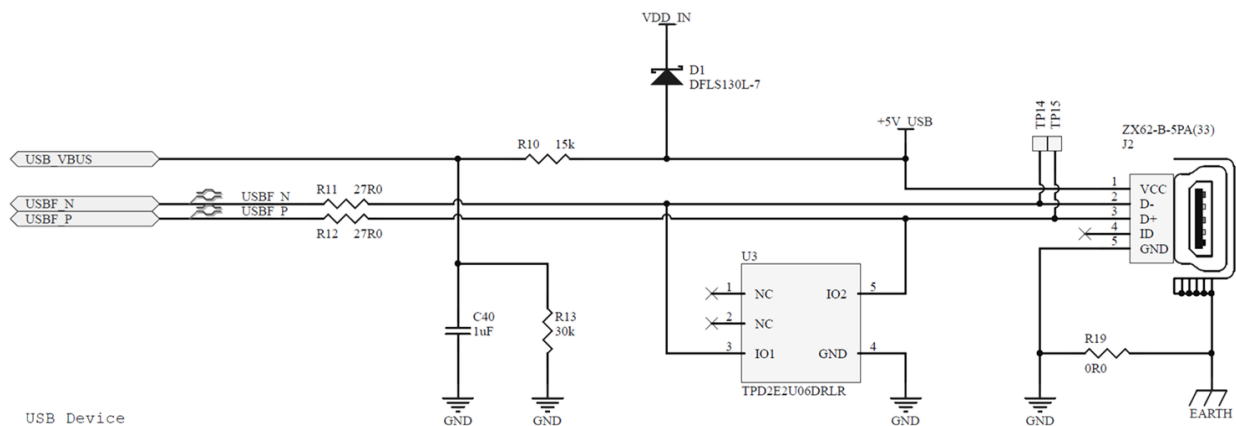 VDD_IN
D1
DFLS130L-7
+5V_USB
TP14
TP15
ZX62-B-5PA(33)
J2
R10 15k
USB_VBUS
USBF_N
USBF_P
USBF_N
USBF_P
R11 27R0
R12 27R0
1 VCC
2 D-
3 D+
4 ID
5 GND
U3
1 NC
2 NC
3 IO1
IO2 5
GND 4
TPD2E2U06DRLR
C40
1uF
R13
30k
R19
0R0
GND
GND
GND
GND
EARTH
USB Device